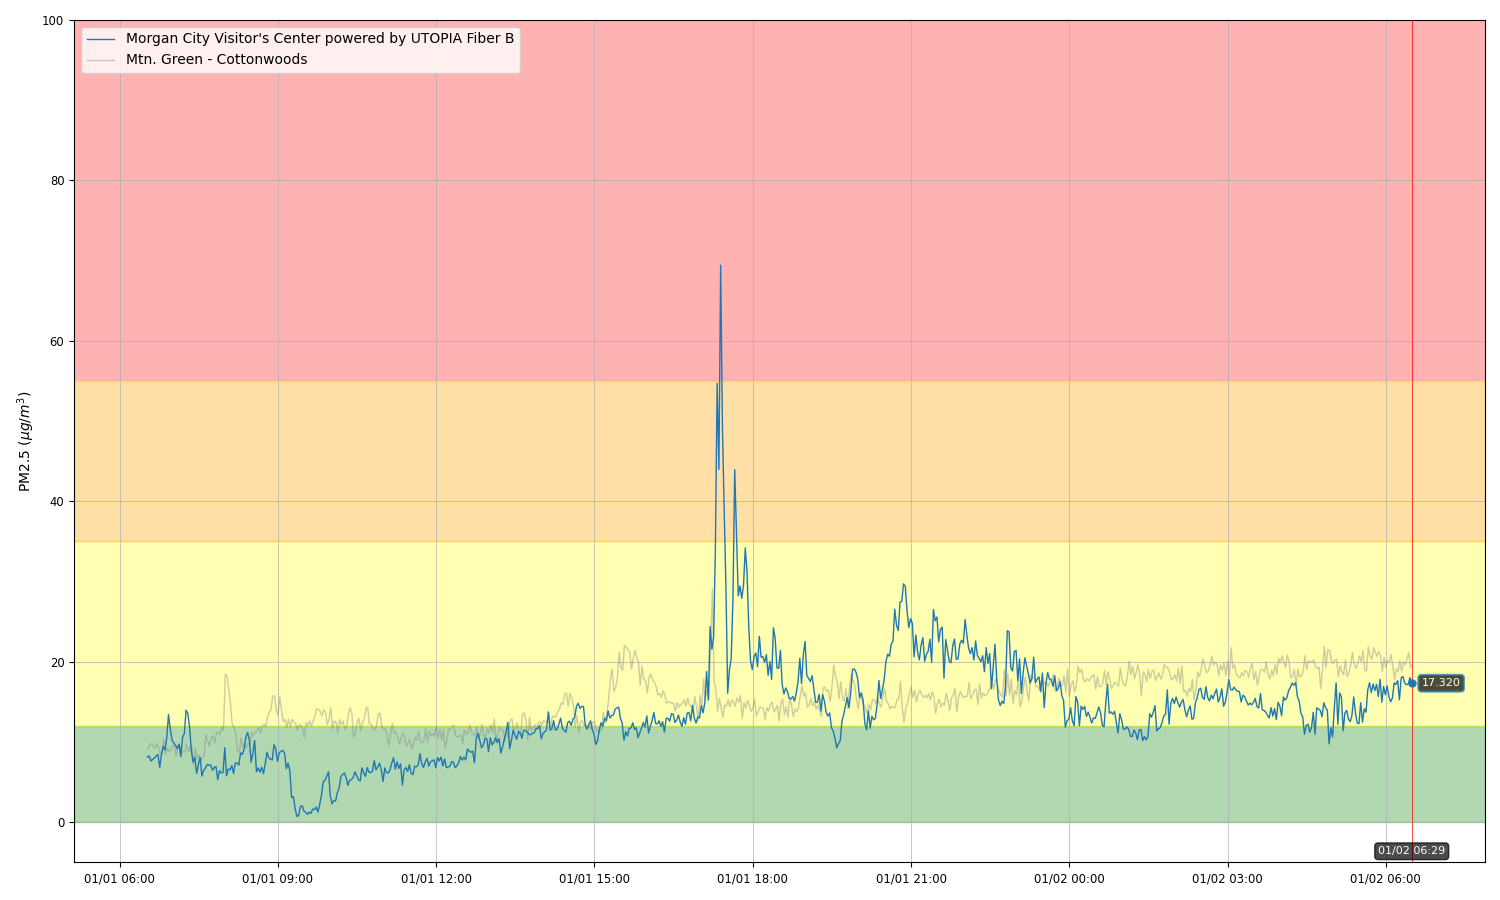 100
Morgan City Visitor's Center powered by UTOPIA Fiber B
Mtn. Green - Cottonwoods
80
60
PM2.5 (μg/m³)
40
20
17.320
0
01/02 06:29
01/01 06:00 01/01 09:00 01/01 12:00 01/01 15:00 01/01 18:00 01/01 21:00 01/02 00:00 01/02 03:00 01/02 06:00